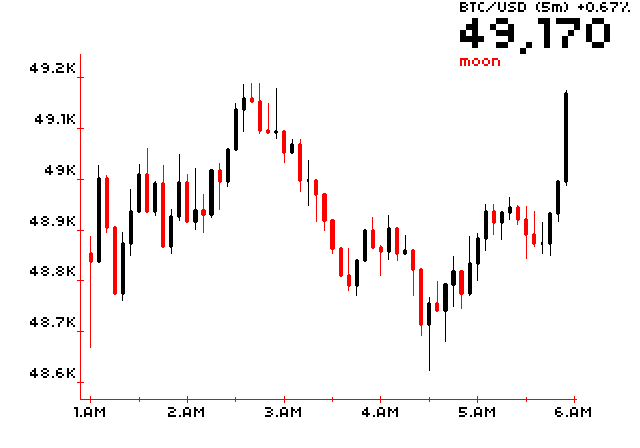 BTC/USD (5m) +0.67%
49,170
moon
49.2K
49.1K
49K
48.9K
48.8K
48.7K
48.6K
1.AM 2.AM 3.AM 4.AM 5.AM 6.AM